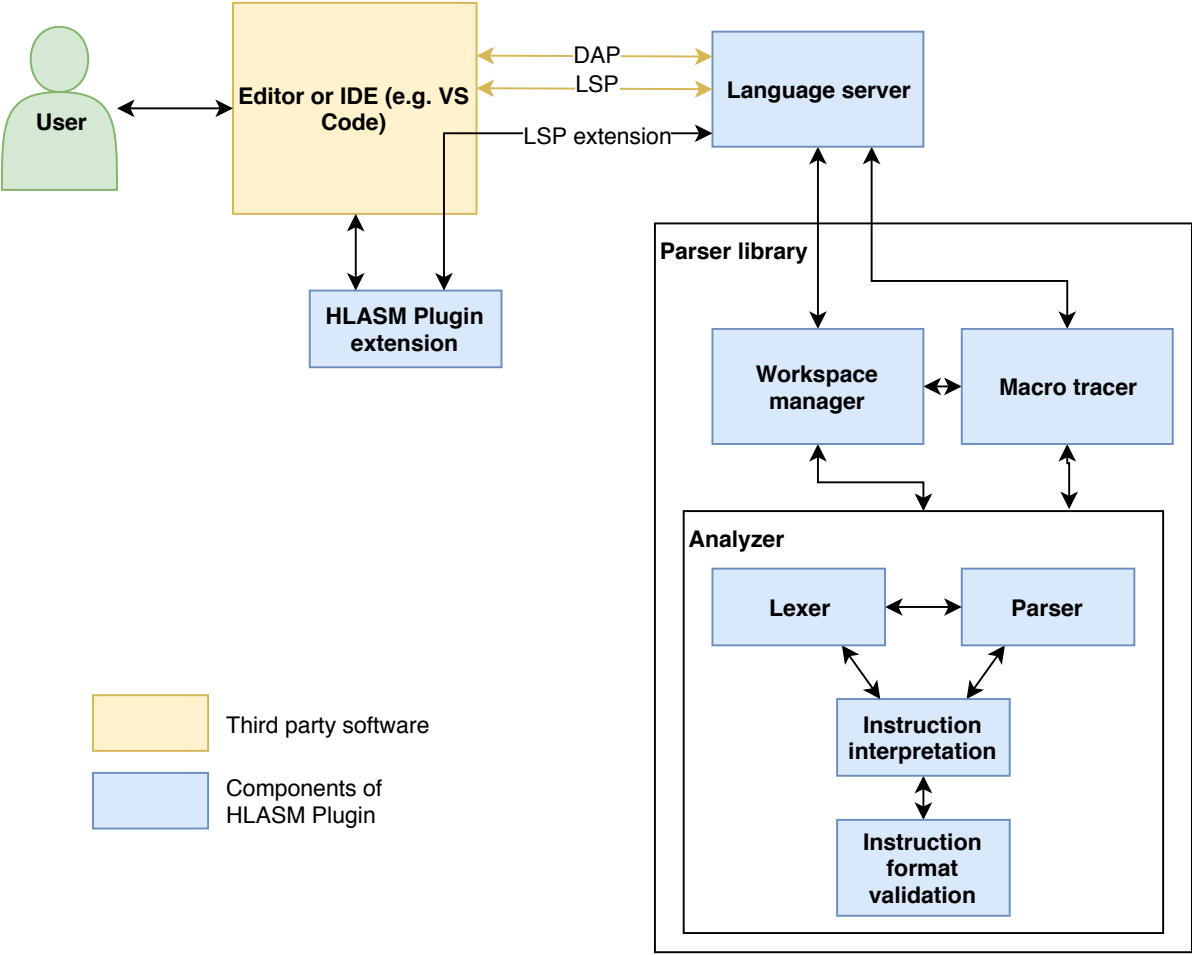 User
Editor or IDE (e.g. VS
Code)
DAP
LSP
LSP extension
Language server
HLASM Plugin
extension
Parser library
Workspace
manager
Macro tracer
Analyzer
Lexer
Parser
Instruction
interpretation
Instruction
format
validation
Third party software
Components of
HLASM Plugin